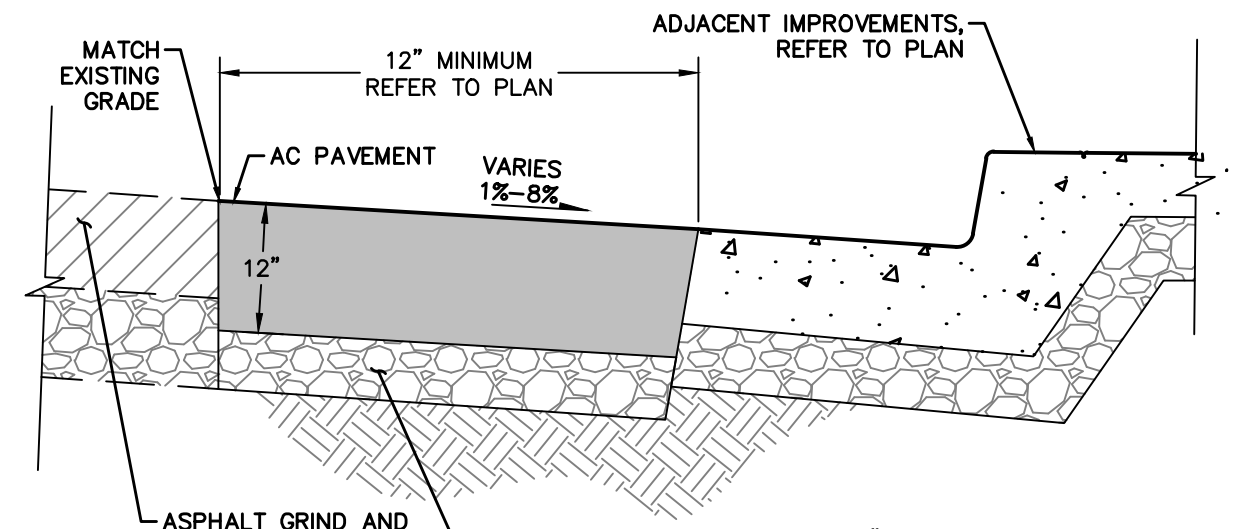 ADJACENT IMPROVEMENTS,
REFER TO PLAN
MATCH
EXISTING
GRADE
12” MINIMUM
REFER TO PLAN
AC PAVEMENT
VARIES
1%–8%
12”
ASPHALT GRIND AND